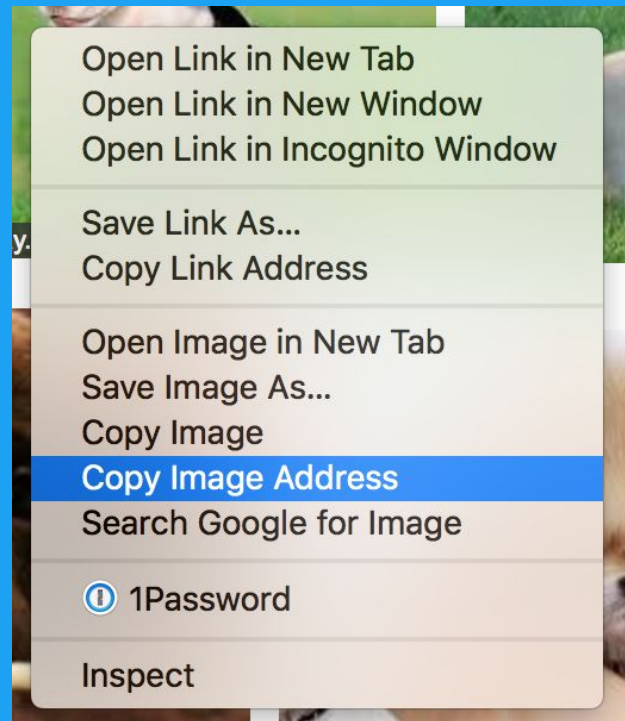 Open Link in New Tab
Open Link in New Window
Open Link in Incognito Window
Save Link As...
y.
Copy Link Address
Open Image in New Tab
Save Image As...
Copy Image
Copy Image Address
Search Google for Image
1Password
Inspect